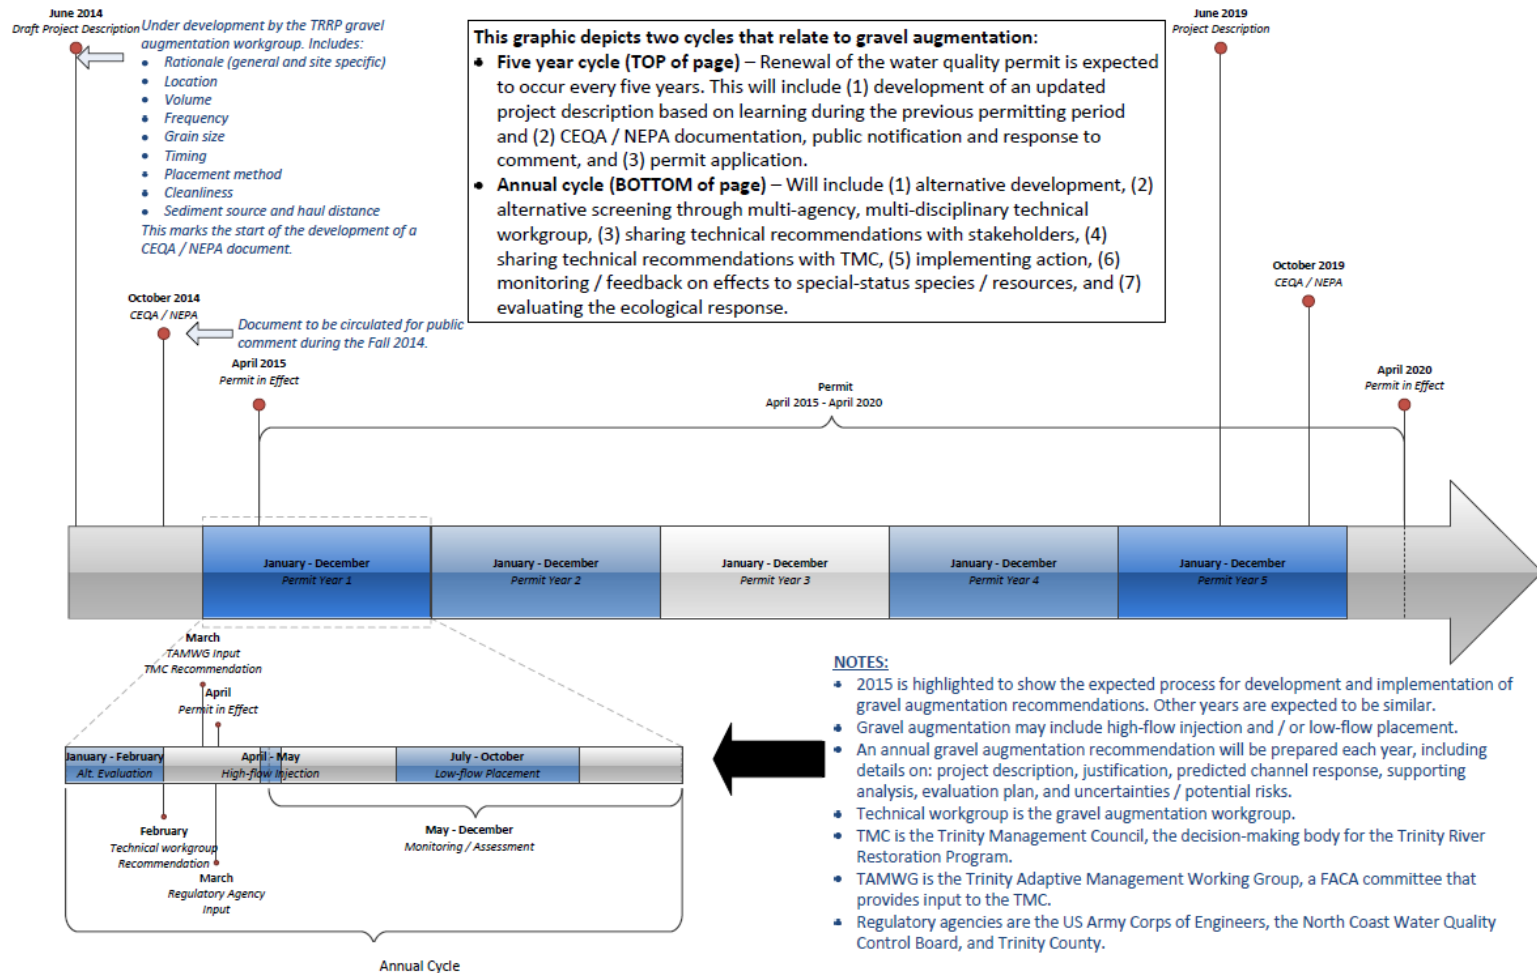 June 2014
Draft Project Description
Under development by the TRRP gravel
augmentation workgroup. Includes:
• Rationale (general and site specific)
• Location
• Volume
• Frequency
• Grain size
• Timing
• Placement method
• Cleanliness
• Sediment source and haul distance
This marks the start of the development of a
CEQA / NEPA document.
This graphic depicts two cycles that relate to gravel augmentation:
• Five year cycle (TOP of page) – Renewal of the water quality permit is expected
to occur every five years. This will include (1) development of an updated
project description based on learning during the previous permitting period
and (2) CEQA / NEPA documentation, public notification and response to
comment, and (3) permit application.
• Annual cycle (BOTTOM of page) – Will include (1) alternative development, (2)
alternative screening through multi-agency, multi-disciplinary technical
workgroup, (3) sharing technical recommendations with stakeholders, (4)
sharing technical recommendations with TMC, (5) implementing action, (6)
monitoring / feedback on effects to special-status species / resources, and (7)
evaluating the ecological response.
June 2019
Project Description
October 2019
CEQA / NEPA
October 2014
CEQA / NEPA
Document to be circulated for public
comment during the Fall 2014.
April 2015
Permit in Effect
Permit
April 2015 - April 2020
April 2020
Permit in Effect
January - December
Permit Year 1
January - December
Permit Year 2
January - December
Permit Year 3
January - December
Permit Year 4
January - December
Permit Year 5
March
TAMWG Input
TMC Recommendation
April
Permit in Effect
January - February
Alt. Evaluation
April - May
High-flow Injection
July - October
Low-flow Placement
February
Technical workgroup
Recommendation
March
Regulatory Agency
Input
May - December
Monitoring / Assessment
Annual Cycle
NOTES:
• 2015 is highlighted to show the expected process for development and implementation of
gravel augmentation recommendations. Other years are expected to be similar.
• Gravel augmentation may include high-flow injection and / or low-flow placement.
• An annual gravel augmentation recommendation will be prepared each year, including
details on: project description, justification, predicted channel response, supporting
analysis, evaluation plan, and uncertainties / potential risks.
• Technical workgroup is the gravel augmentation workgroup.
• TMC is the Trinity Management Council, the decision-making body for the Trinity River
Restoration Program.
• TAMWG is the Trinity Adaptive Management Working Group, a FACA committee that
provides input to the TMC.
• Regulatory agencies are the US Army Corps of Engineers, the North Coast Water Quality
Control Board, and Trinity County.